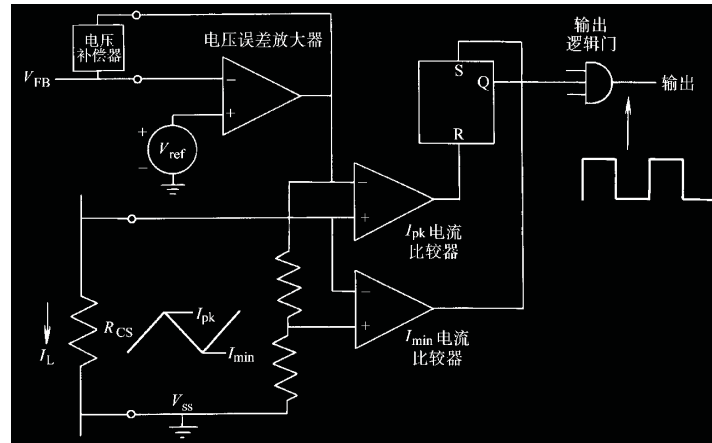 电压
补偿器
电压误差放大器
输出
逻辑门
V_FB
−
+
+
−
V_ref
S
Q
R
输出
−
+
I_pk 电流
比较器
−
+
I_min 电流
比较器
I_L
R_CS
I_pk
I_min
V_ss